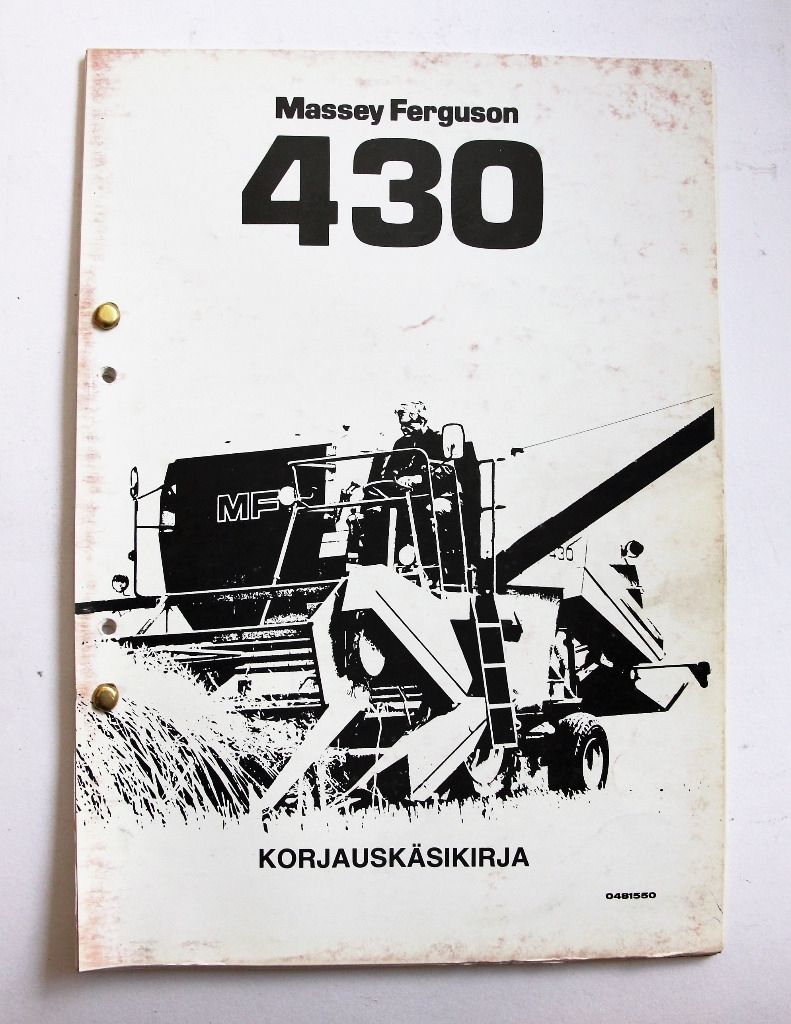 Massey Ferguson
430
MF
430
KORJAUSKÄSIKIRJA
0481550